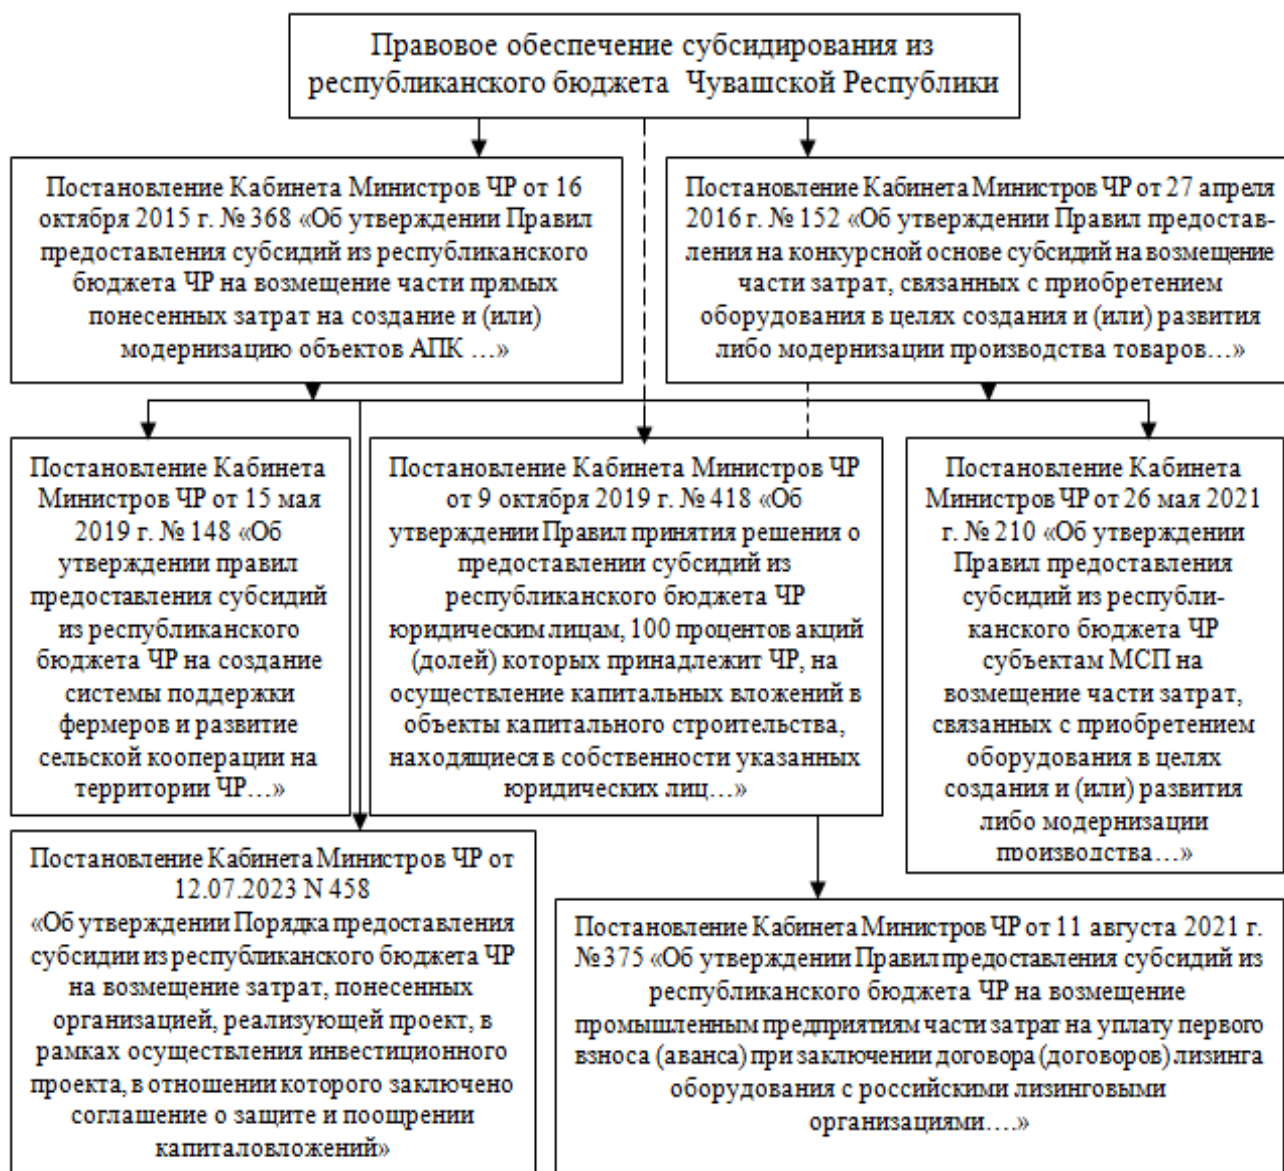 Правовое обеспечение субсидирования из
республиканского бюджета Чувашской Республики
Постановление Кабинета Министров ЧР от 16
октября 2015 г. № 368 «Об утверждении Правил
предоставления субсидий из республиканского
бюджета ЧР на возмещение части прямых
понесенных затрат на создание и (или)
модернизацию объектов АПК …»
Постановление Кабинета Министров ЧР от 27 апреля
2016 г. № 152 «Об утверждении Правил предостав-
ления на конкурсной основе субсидий на возмещение
части затрат, связанных с приобретением
оборудования в целях создания и (или) развития
либо модернизации производства товаров…»
Постановление Кабинета
Министров ЧР от 15 мая
2019 г. № 148 «Об
утверждении правил
предоставления субсидий
из республиканского
бюджета ЧР на создание
системы поддержки
фермеров и развитие
сельской кооперации на
территории ЧР…»
Постановление Кабинета Министров ЧР
от 9 октября 2019 г. № 418 «Об
утверждении Правил принятия решения о
предоставлении субсидий из
республиканского бюджета ЧР
юридическим лицам, 100 процентов акций
(долей) которых принадлежит ЧР, на
осуществление капитальных вложений в
объекты капитального строительства,
находящиеся в собственности указанных
юридических лиц…»
Постановление Кабинета
Министров ЧР от 26 мая 2021
г. № 210 «Об утверждении
Правил предоставления
субсидий из республи-
канского бюджета ЧР
субъектам МСП на
возмещение части затрат,
связанных с приобретением
оборудования в целях
создания и (или) развития
либо модернизации
производства…»
Постановление Кабинета Министров ЧР от
12.07.2023 N 458
«Об утверждении Порядка предоставления
субсидии из республиканского бюджета ЧР
на возмещение затрат, понесенных
организацией, реализующей проект, в
рамках осуществления инвестиционного
проекта, в отношении которого заключено
соглашение о защите и поощрении
капиталовложений»
Постановление Кабинета Министров ЧР от 11 августа 2021 г.
№ 375 «Об утверждении Правил предоставления субсидий из
республиканского бюджета ЧР на возмещение
промышленным предприятиям части затрат на уплату первого
взноса (аванса) при заключении договора (договоров) лизинга
оборудования с российскими лизинговыми
организациями….»